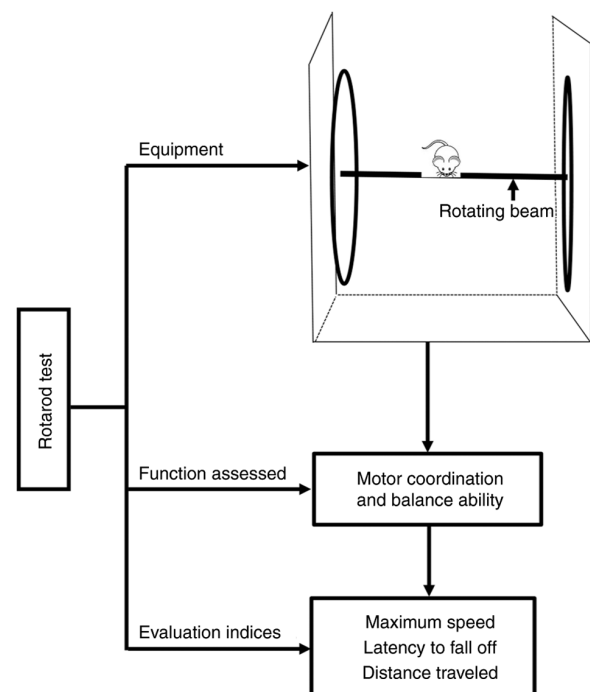 Rotarod test
Equipment
Rotating beam
Function assessed
Motor coordination
and balance ability
Evaluation indices
Maximum speed
Latency to fall off
Distance traveled